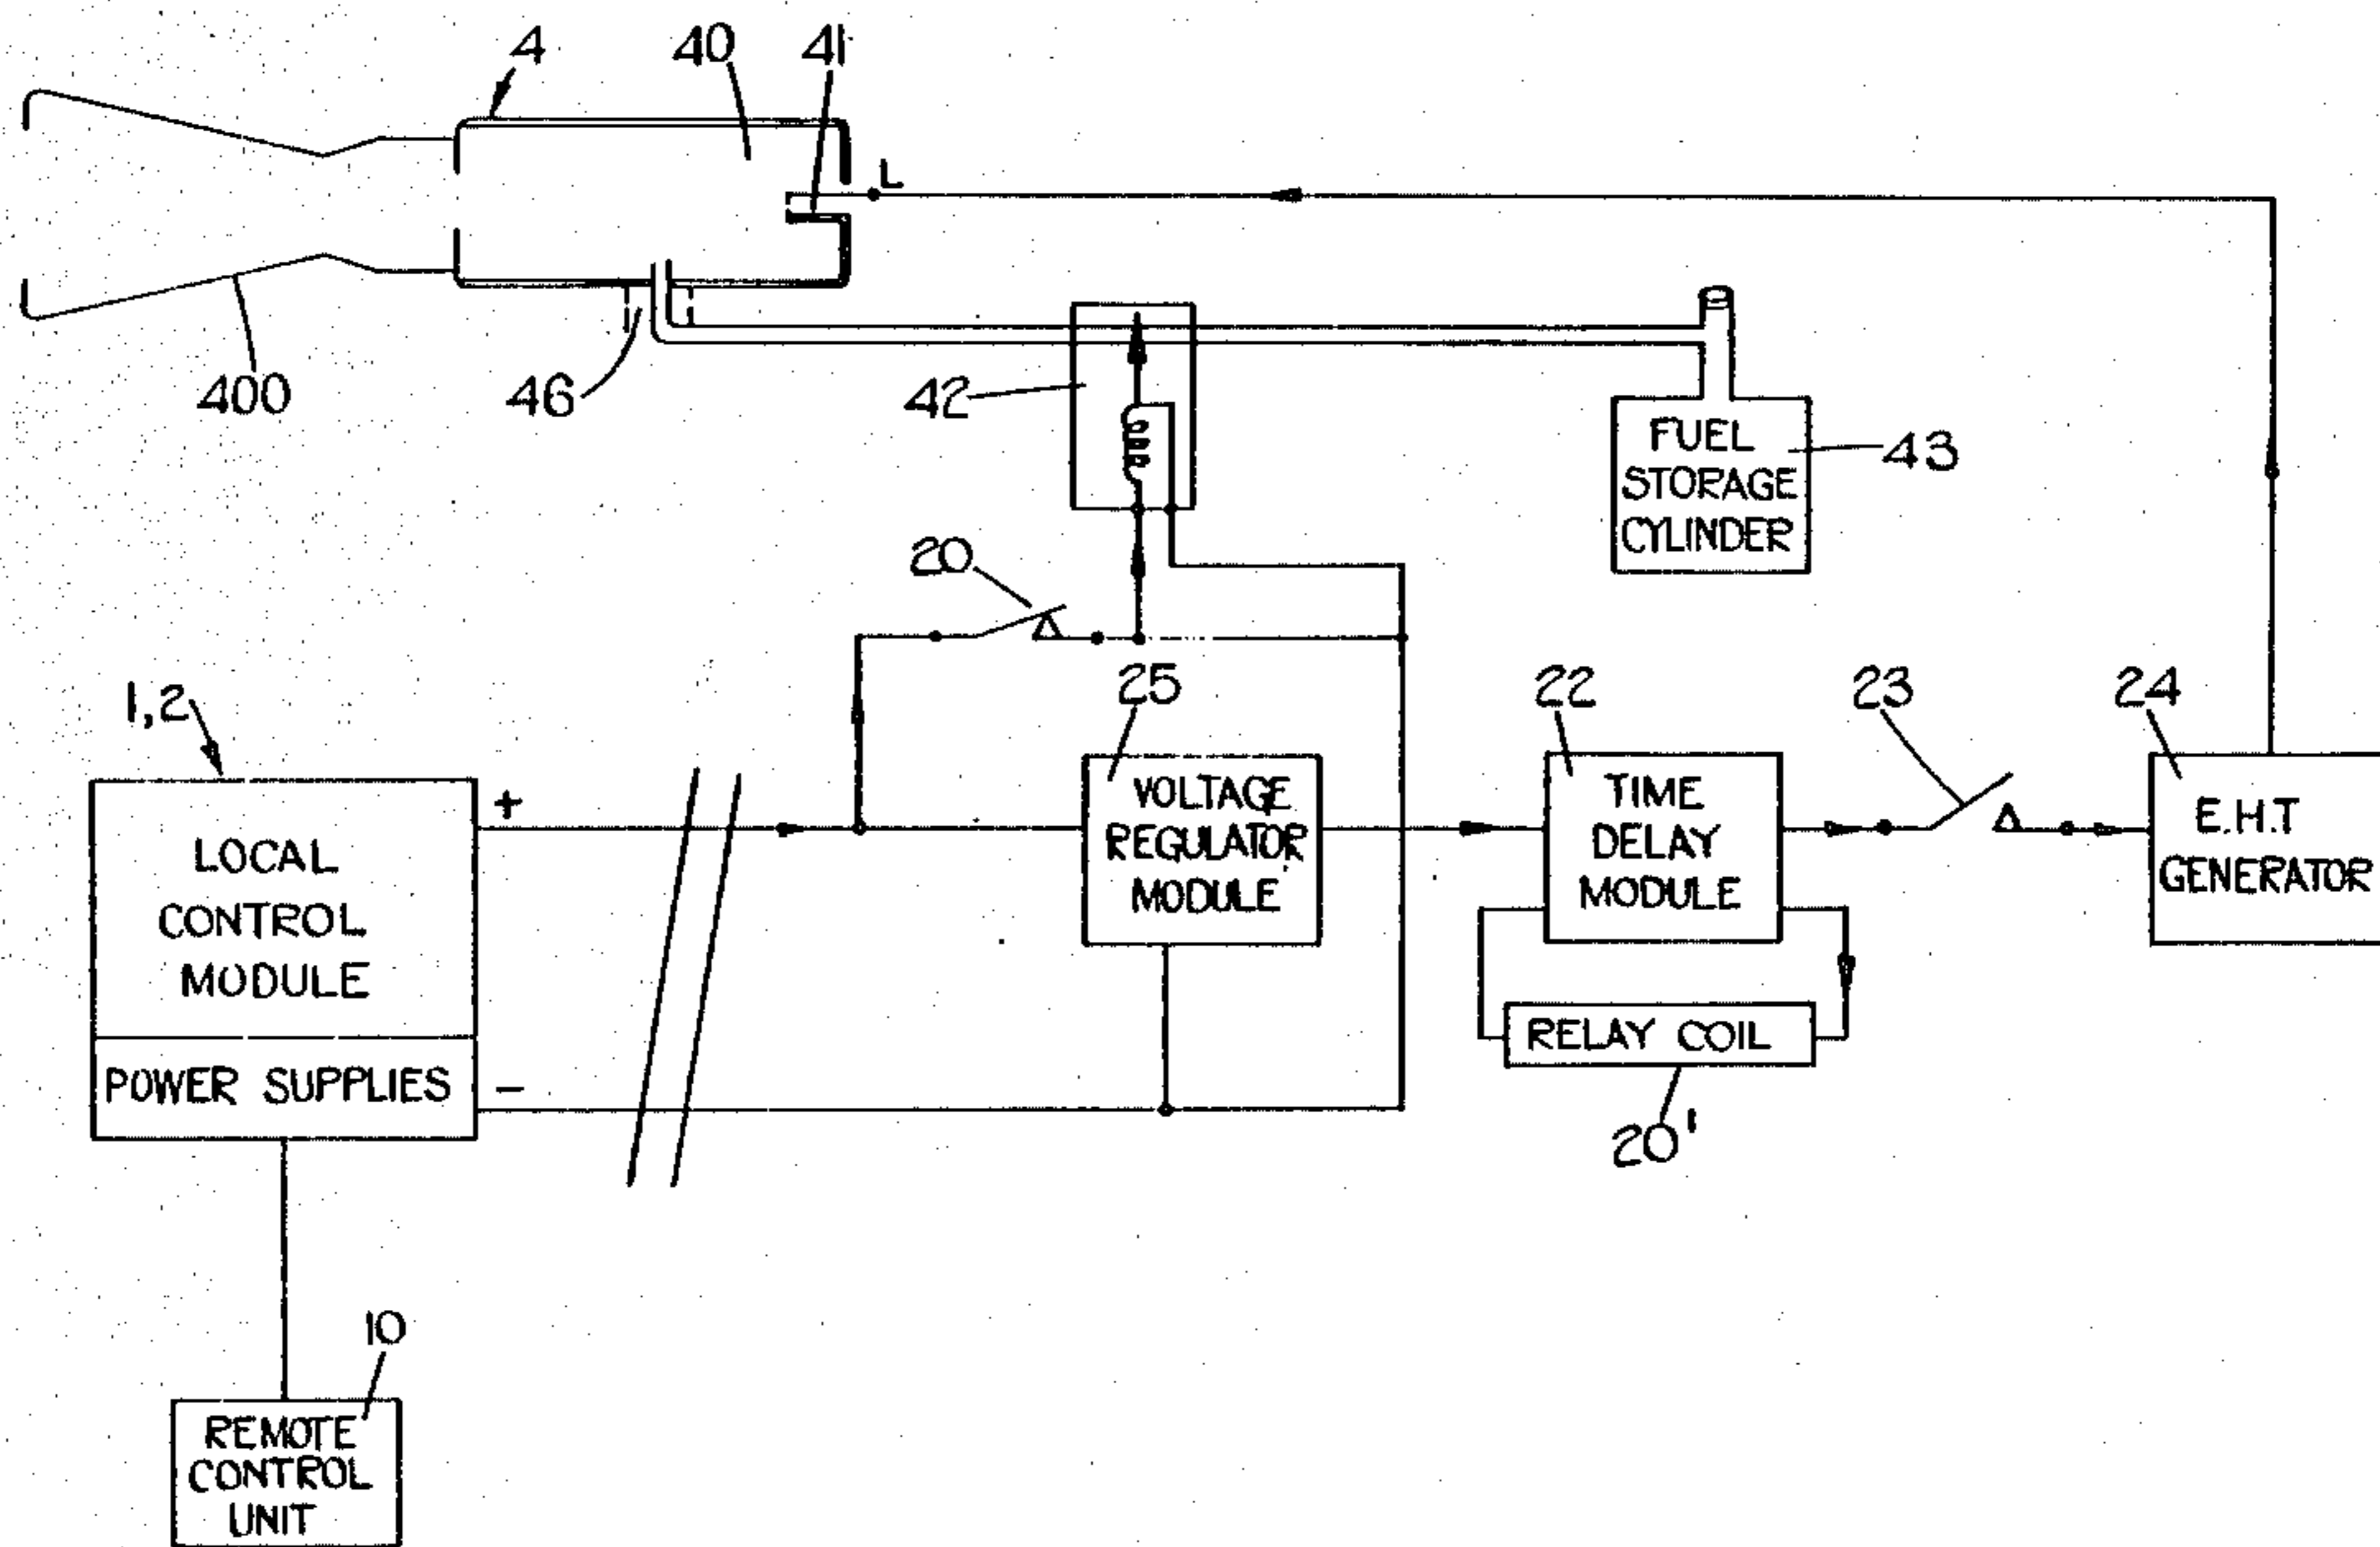 4
40
41
L
400
46
42
FUEL
STORAGE
CYLINDER
43
20
1,2
25
22
23
24
+
LOCAL
CONTROL
MODULE
VOLTAGE
REGULATOR
MODULE
TIME
DELAY
MODULE
E.H.T
GENERATOR
POWER SUPPLIES
-
RELAY COIL
20'
10
REMOTE
CONTROL
UNIT